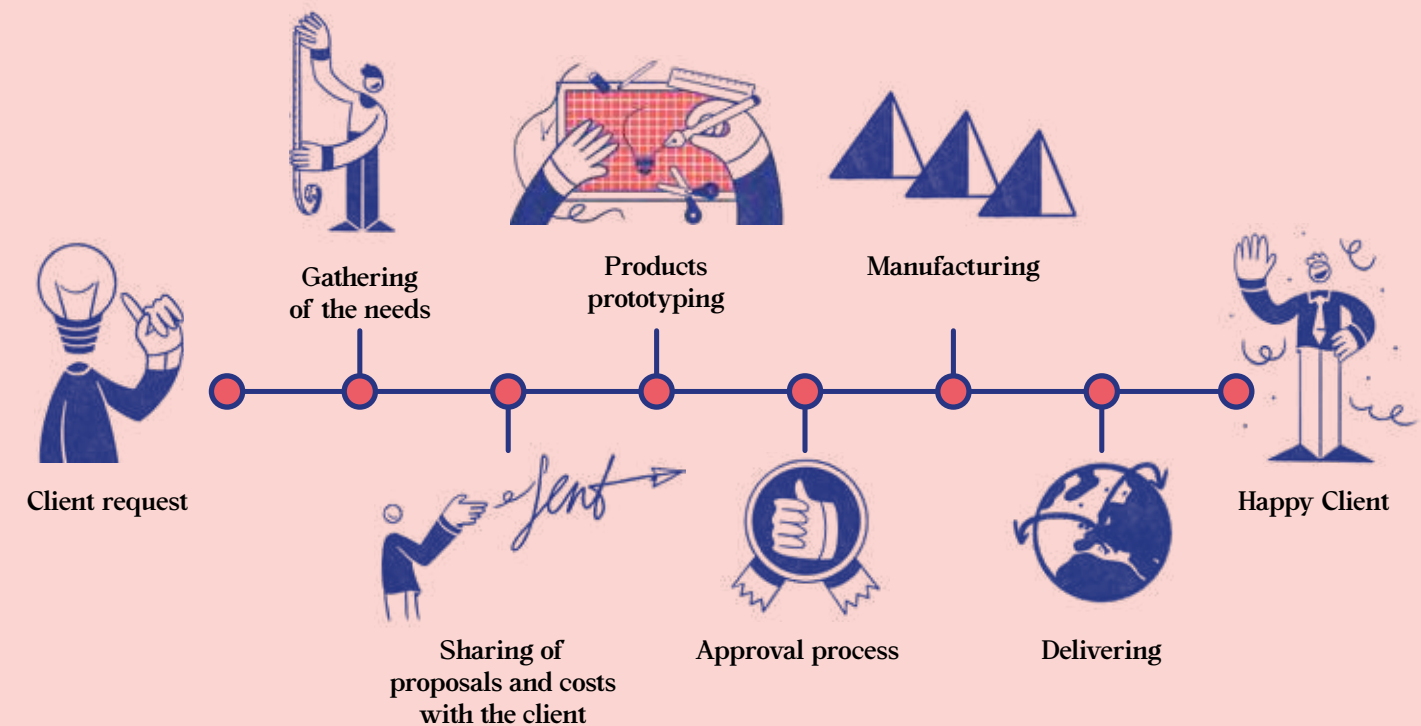 Client request
Gathering
of the needs
Sharing of
proposals and costs
with the client
sent
Products
prototyping
Approval process
Manufacturing
Delivering
Happy Client